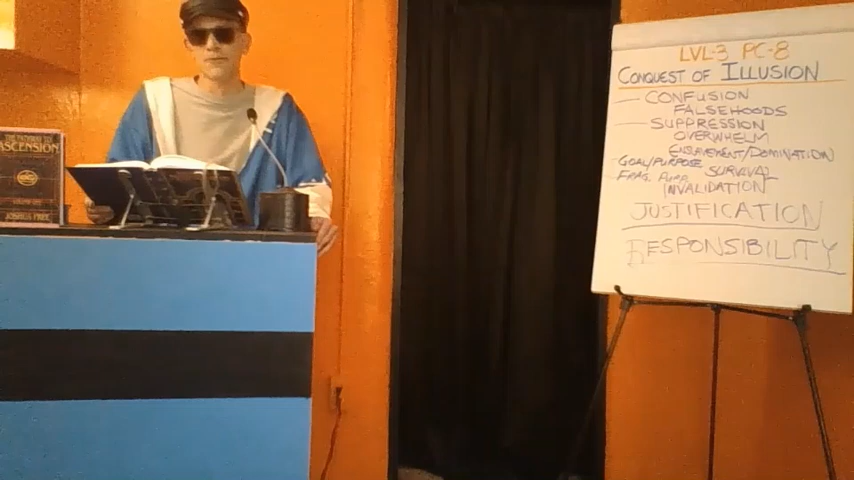 THE PATHWAY TO
ASCENSION
JOSHUA FREE
LVL-3 PC-8
CONQUEST OF ILLUSION
— CONFUSION
FALSEHOODS
— SUPPRESSION
OVERWHELM
ENSLAVEMENT/DOMINATION
- GOAL/PURPOSE SURVIVAL
FRAG. PURP.
INVALIDATION
JUSTIFICATION
RESPONSIBILITY